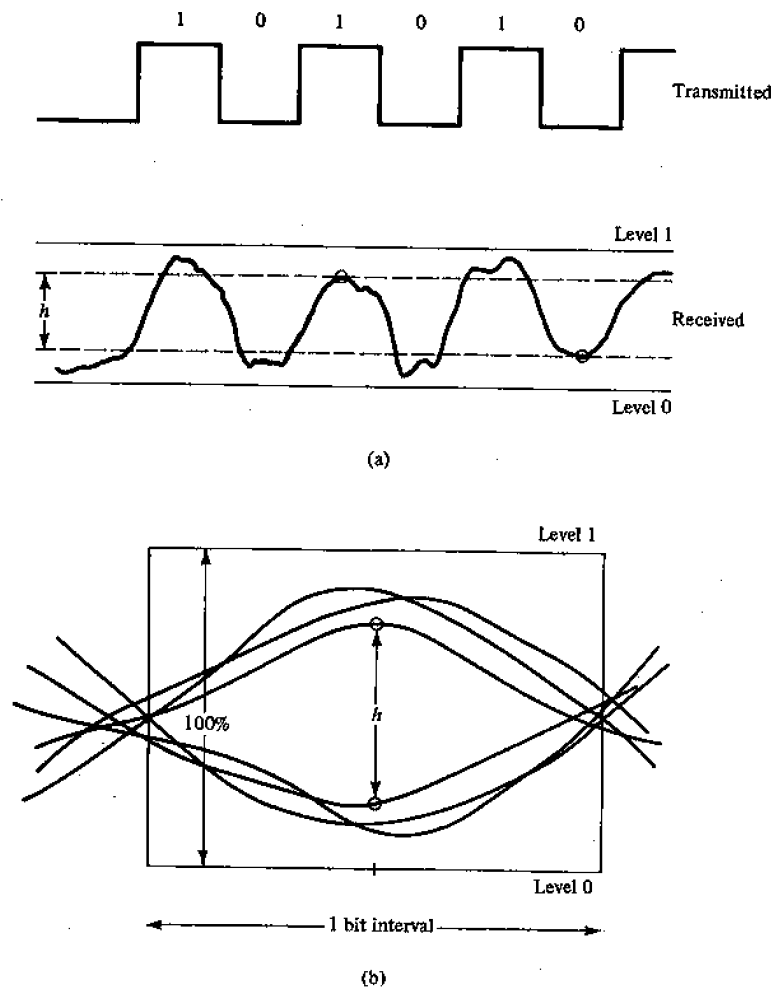 1 0 1 0 1 0
Transmitted
Level 1
h
Received
Level 0
(a)
Level 1
100%
h
Level 0
1 bit interval
(b)